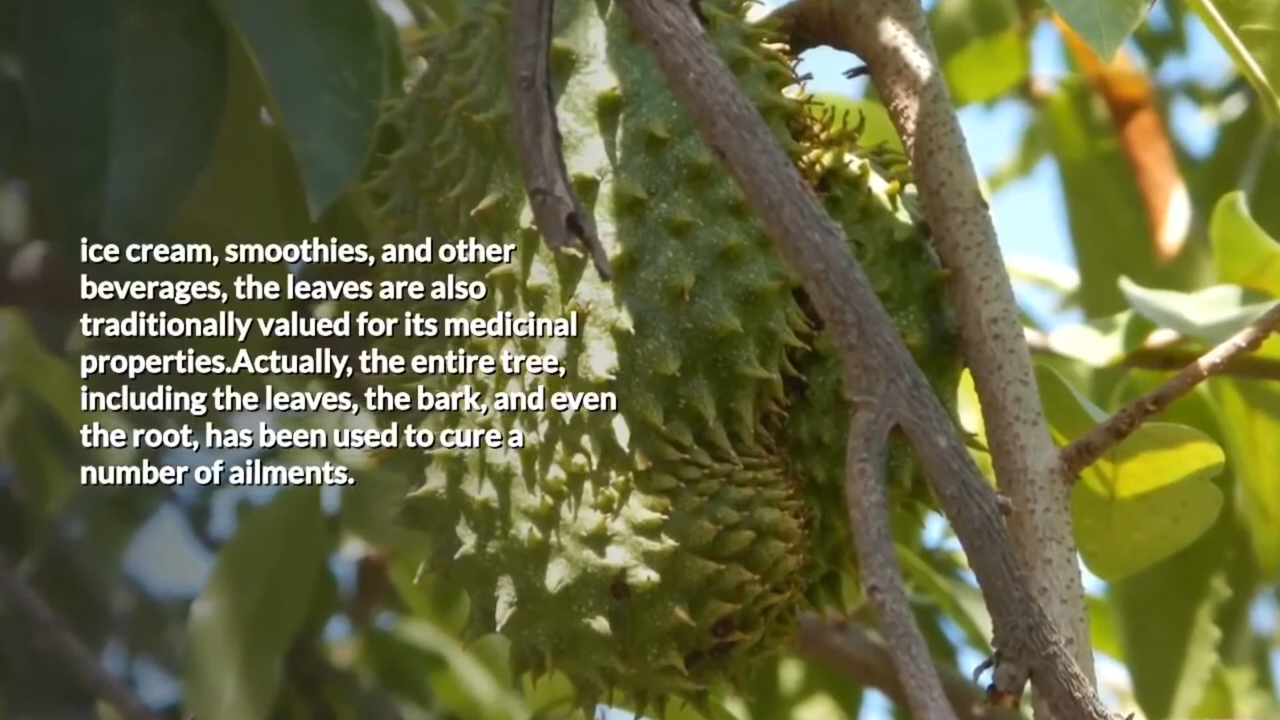 ice cream, smoothies, and other
beverages, the leaves are also
traditionally valued for its medicinal
properties.Actually, the entire tree,
including the leaves, the bark, and even
the root, has been used to cure a
number of ailments.